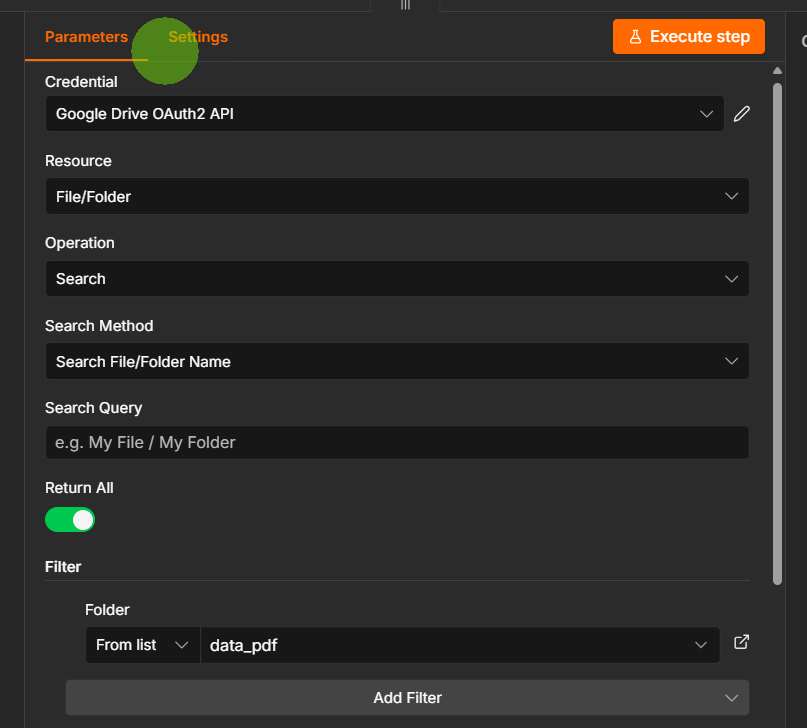 Parameters Settings Execute step
Credential
Google Drive OAuth2 API
Resource
File/Folder
Operation
Search
Search Method
Search File/Folder Name
Search Query
e.g. My File / My Folder
Return All
Filter
Folder
From list data_pdf
Add Filter